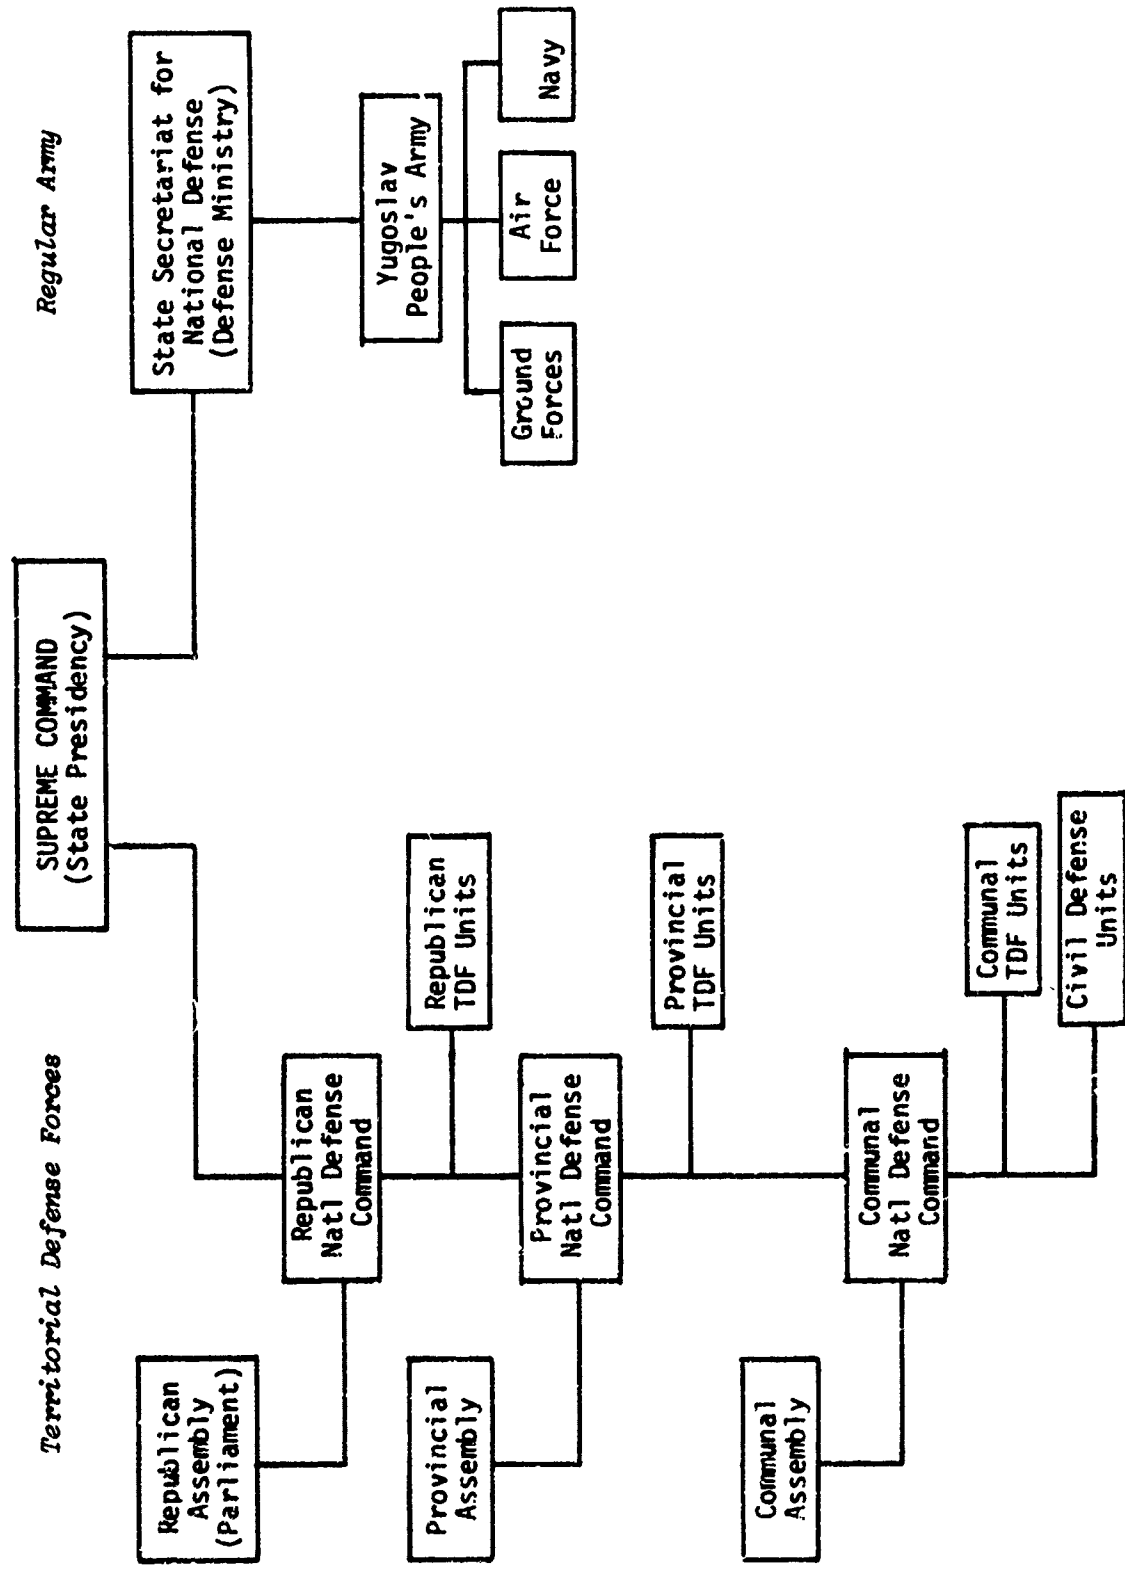 Territorial Defense Forces
Regular Army
SUPREME COMMAND
(State Presidency)
State Secretariat for
National Defense
(Defense Ministry)
Yugoslav
People's Army
Ground
Forces
Air
Force
Navy
Republican
Assembly
(Parliament)
Republican
Natl Defense
Command
Republican
TDF Units
Provincial
Assembly
Provincial
Natl Defense
Command
Provincial
TDF Units
Communal
Assembly
Communal
Natl Defense
Command
Communal
TDF Units
Civil Defense
Units